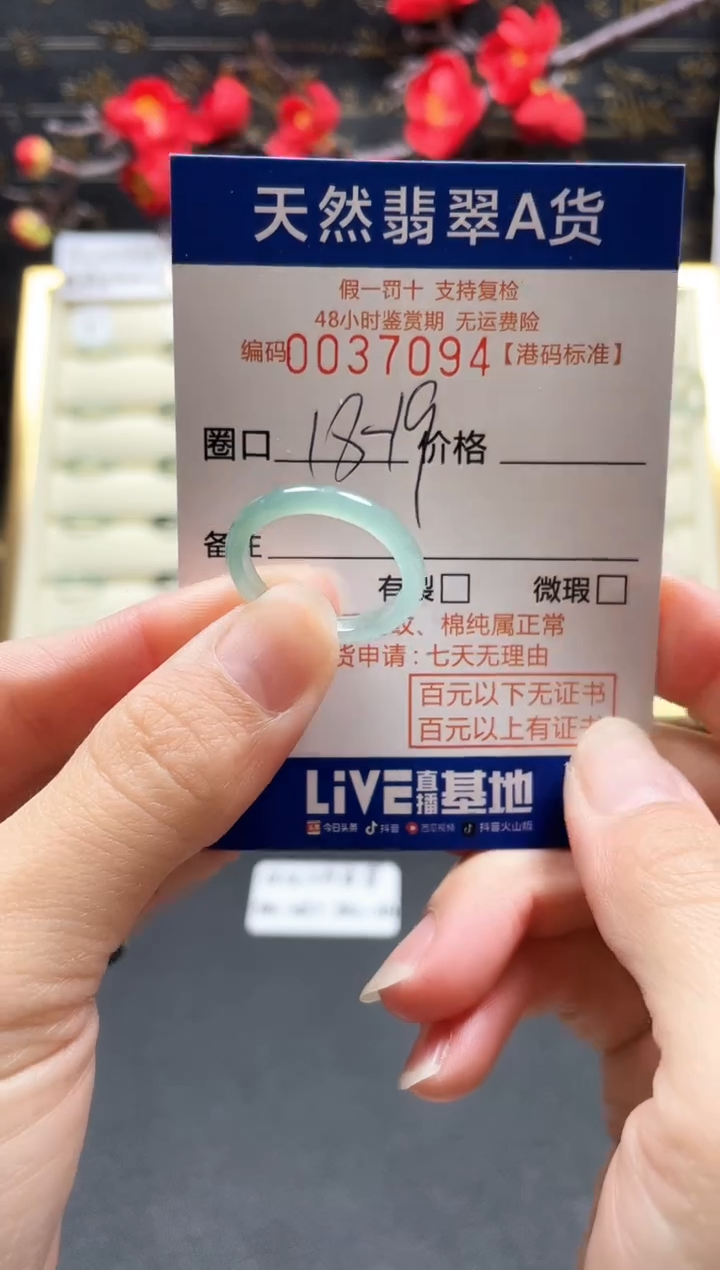 天然翡翠A货
假一罚十 支持复检
48小时鉴赏期 无运费险
编码0037094【港码标准】
圈口 18-19 价格
备注
有裂□ 微瑕□
纹、棉纯属正常
货申请:七天无理由
百元以下无证书
百元以上有证书
LiVE直播基地
今日头条 抖音 西瓜视频 抖音火山版